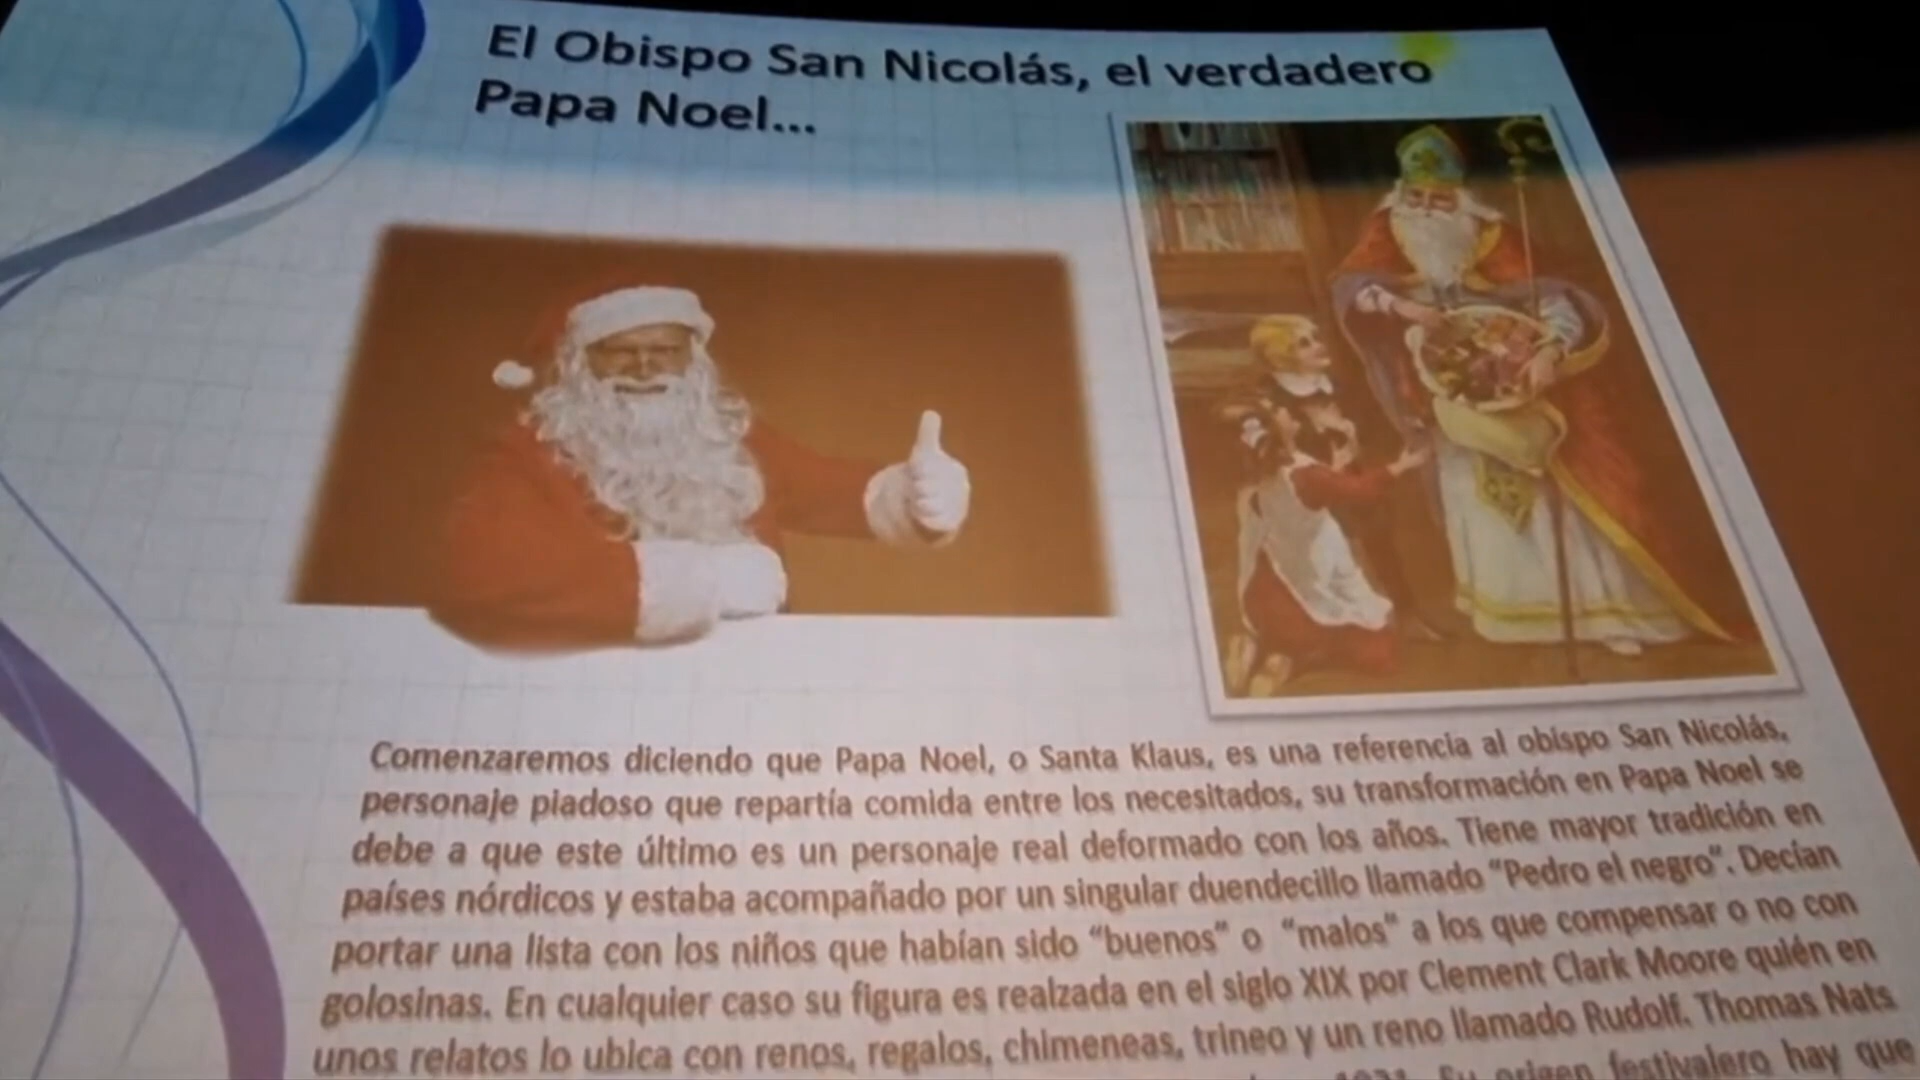 El Obispo San Nicolás, el verdadero
Papa Noel...
Comenzaremos diciendo que Papa Noel, o Santa Klaus, es una referencia al obispo San Nicolás,
personaje piadoso que repartía comida entre los necesitados, su transformación en Papa Noel se
debe a que este último es un personaje real deformado con los años. Tiene mayor tradición en
países nórdicos y estaba acompañado por un singular duendecillo llamado "Pedro el negro". Decían
portar una lista con los niños que habían sido "buenos" o "malos" a los que compensar o no con
golosinas. En cualquier caso su figura es realzada en el siglo XIX por Clement Clark Moore quién en
unos relatos lo ubica con renos, regalos, chimeneas, trineo y un reno llamado Rudolf. Thomas Nats
1931. Su origen festivalero hay que